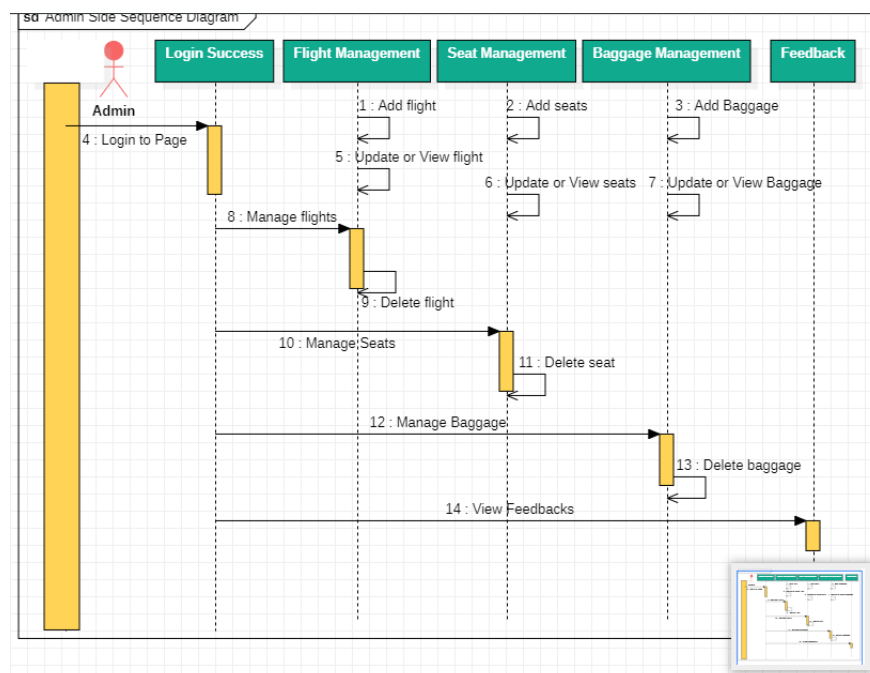 sd Admin Side Sequence Diagram
Login Success
Flight Management
Seat Management
Baggage Management
Feedback
Admin
1 : Add flight
2 : Add seats
3 : Add Baggage
4 : Login to Page
5 : Update or View flight
6 : Update or View seats
7 : Update or View Baggage
8 : Manage flights
9 : Delete flight
10 : Manage Seats
11 : Delete seat
12 : Manage Baggage
13 : Delete baggage
14 : View Feedbacks